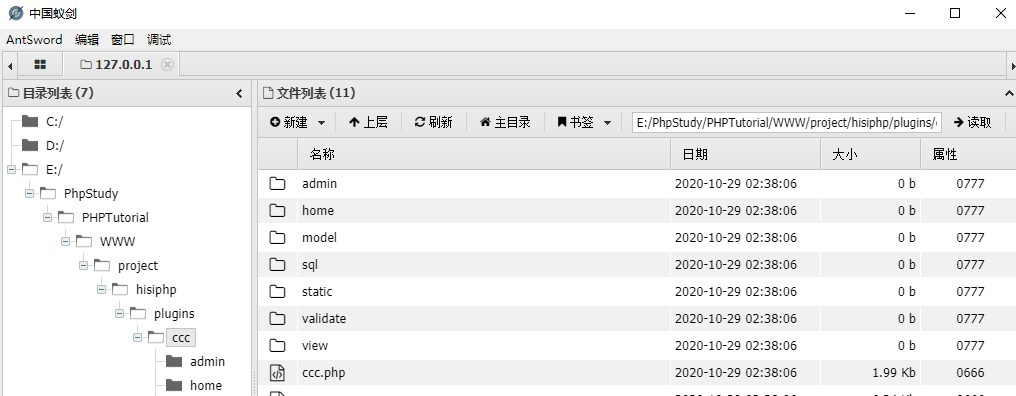 中国蚁剑
AntSword 编辑 窗口 调试
127.0.0.1
目录列表 (7)
C:/
D:/
E:/
PhpStudy
PHPTutorial
WWW
project
hisiphp
plugins
ccc
admin
home
文件列表 (11)
新建 上层 刷新 主目录 书签 E:/PhpStudy/PHPTutorial/WWW/project/hisiphp/plugins/ 读取
名称 日期 大小 属性
admin 2020-10-29 02:38:06 0 b 0777
home 2020-10-29 02:38:06 0 b 0777
model 2020-10-29 02:38:06 0 b 0777
sql 2020-10-29 02:38:06 0 b 0777
static 2020-10-29 02:38:06 0 b 0777
validate 2020-10-29 02:38:06 0 b 0777
view 2020-10-29 02:38:06 0 b 0777
ccc.php 2020-10-29 02:38:06 1.99 Kb 0666